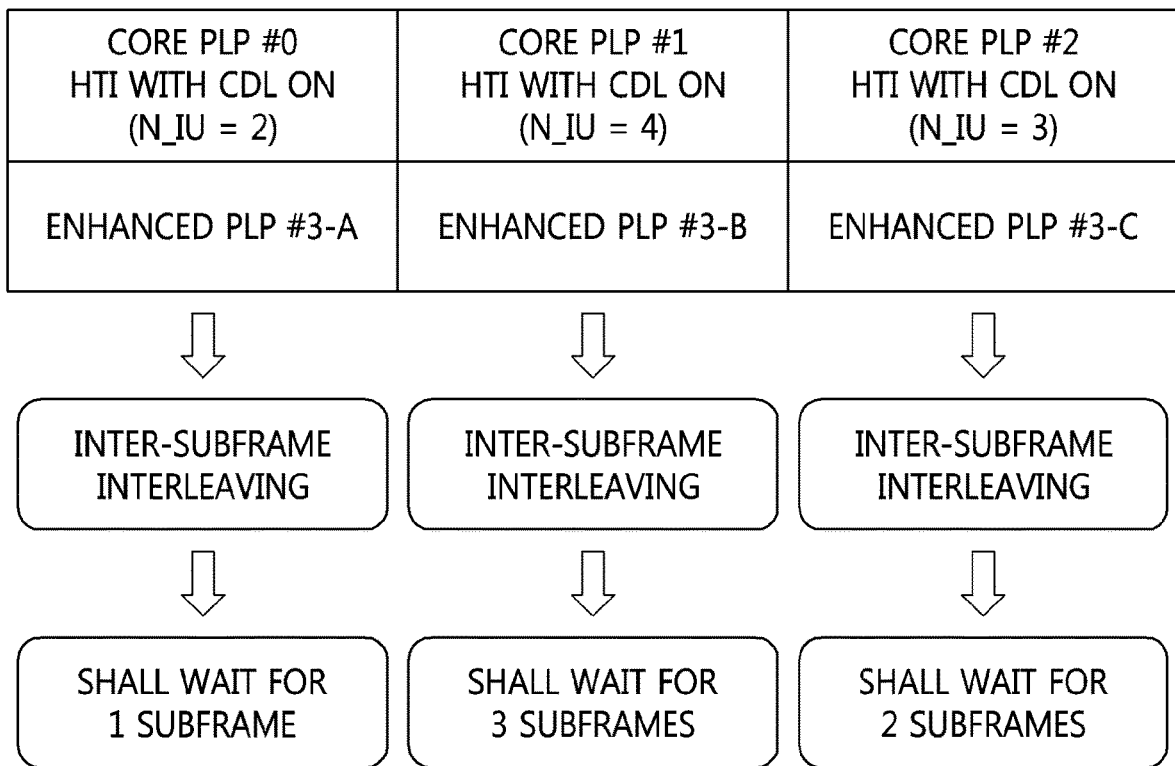 CORE PLP #0
HTI WITH CDL ON
(N_IU = 2)
CORE PLP #1
HTI WITH CDL ON
(N_IU = 4)
CORE PLP #2
HTI WITH CDL ON
(N_IU = 3)
ENHANCED PLP #3-A
ENHANCED PLP #3-B
ENHANCED PLP #3-C
INTER-SUBFRAME
INTERLEAVING
INTER-SUBFRAME
INTERLEAVING
INTER-SUBFRAME
INTERLEAVING
SHALL WAIT FOR
1 SUBFRAME
SHALL WAIT FOR
3 SUBFRAMES
SHALL WAIT FOR
2 SUBFRAMES